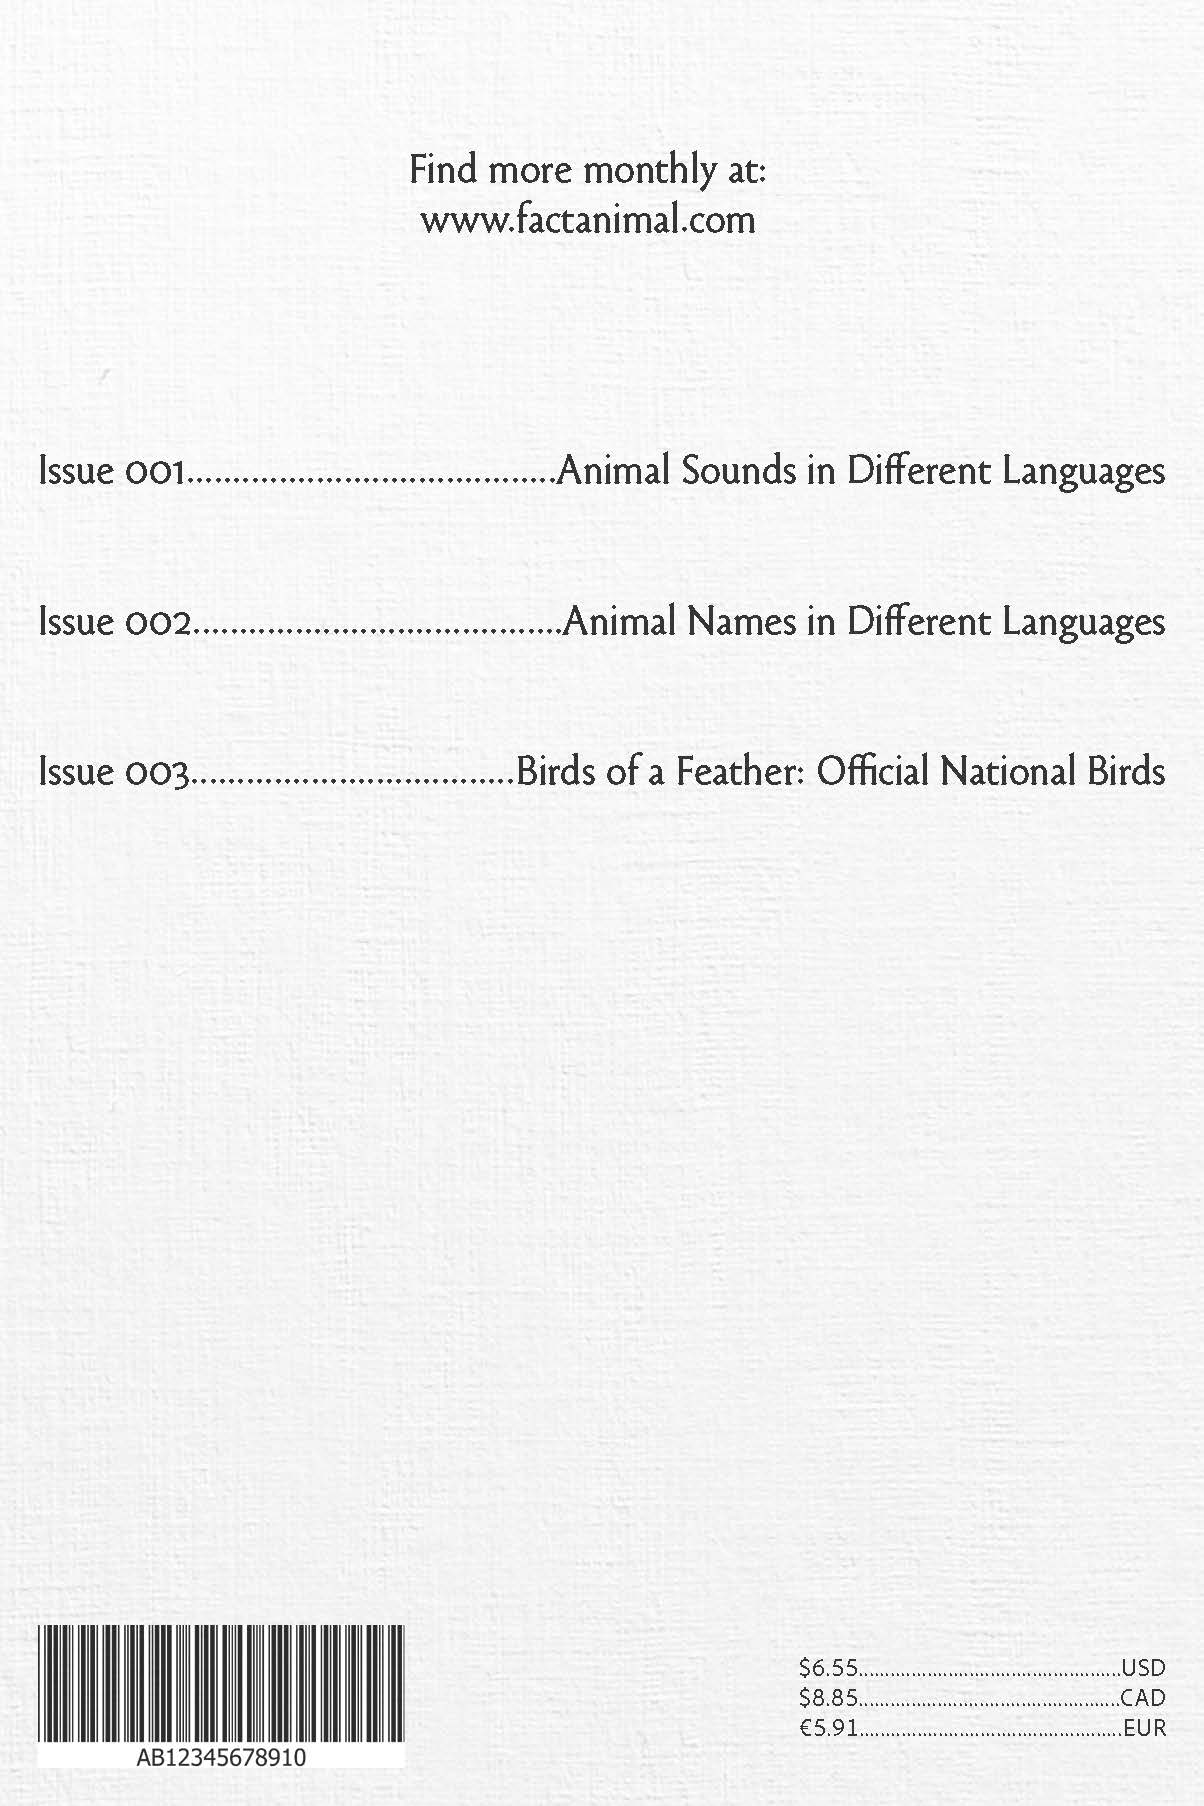 Find more monthly at:
www.factanimal.com
Issue 001.......................................Animal Sounds in Different Languages
Issue 002.......................................Animal Names in Different Languages
Issue 003..................................Birds of a Feather: Official National Birds
AB12345678910
$6.55.................................................USD
$8.85.................................................CAD
€5.91.................................................EUR